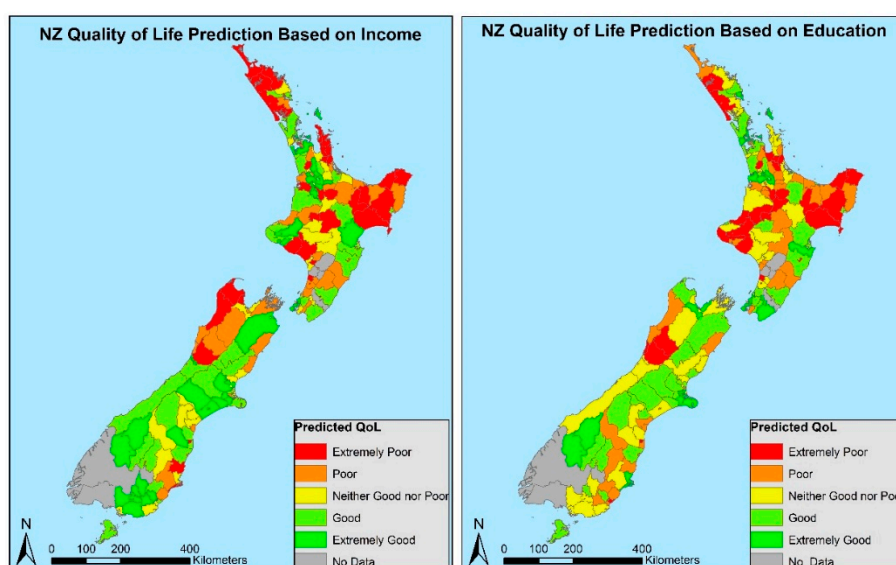 NZ Quality of Life Prediction Based on Income
Predicted QoL
Extremely Poor
Poor
Neither Good nor Poor
Good
Extremely Good
No Data
N
0 100 200 400
Kilometers
NZ Quality of Life Prediction Based on Education
Predicted QoL
Extremely Poor
Poor
Neither Good nor Poo
Good
Extremely Good
No Data
N
0 100 200 400
Kilometers